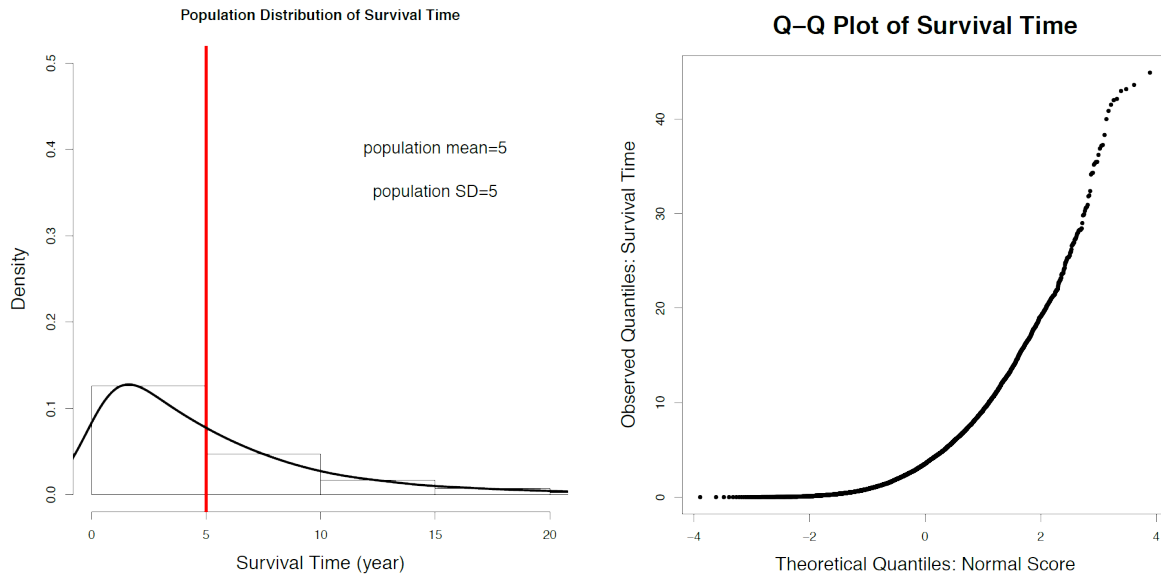 Population Distribution of Survival Time
0.5
0.4
0.3
0.2
0.1
0.0
Density
population mean=5
population SD=5
0 5 10 15 20
Survival Time (year)
Q–Q Plot of Survival Time
40
30
20
10
0
Observed Quantiles: Survival Time
−4 −2 0 2 4
Theoretical Quantiles: Normal Score